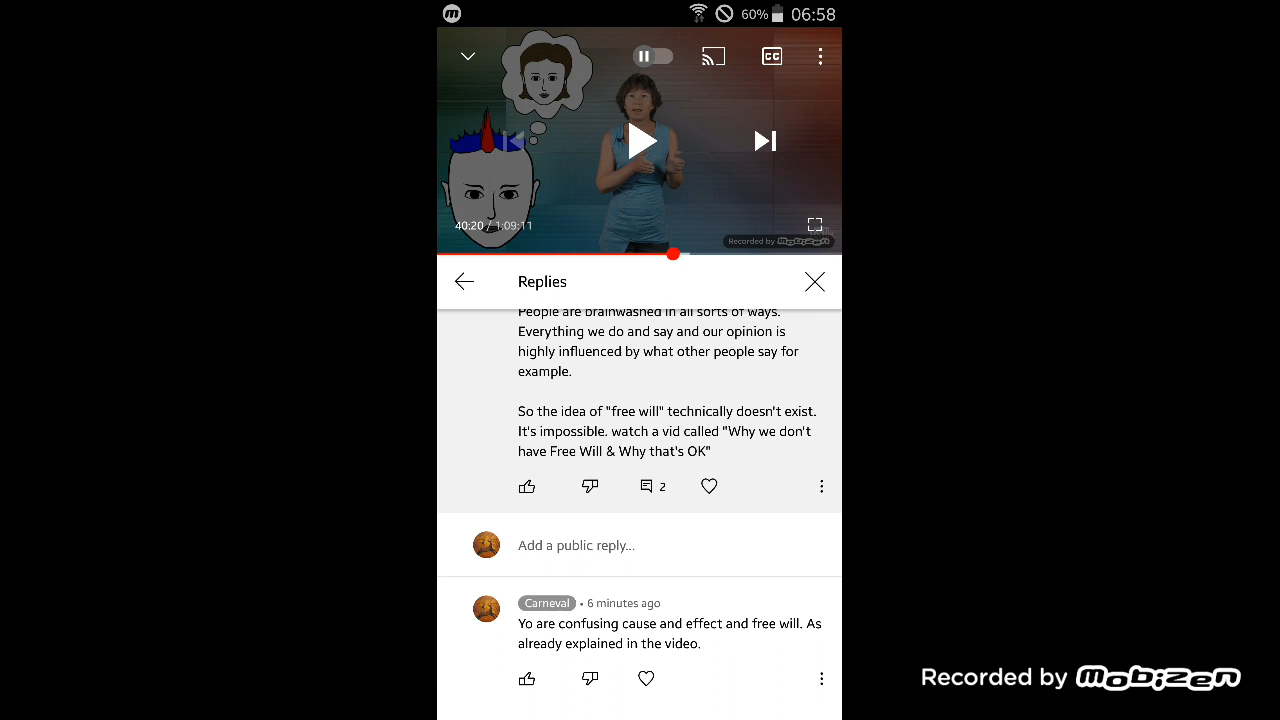 60% 06:58
CC
40:20 / 1:09:11
Recorded by mobizen
Replies
People are brainwashed in all sorts of ways.
Everything we do and say and our opinion is
highly influenced by what other people say for
example.
So the idea of "free will" technically doesn't exist.
It's impossible. watch a vid called "Why we don't
have Free Will & Why that's OK"
2
Add a public reply...
Carneval • 6 minutes ago
Yo are confusing cause and effect and free will. As
already explained in the video.
Recorded by mobizen